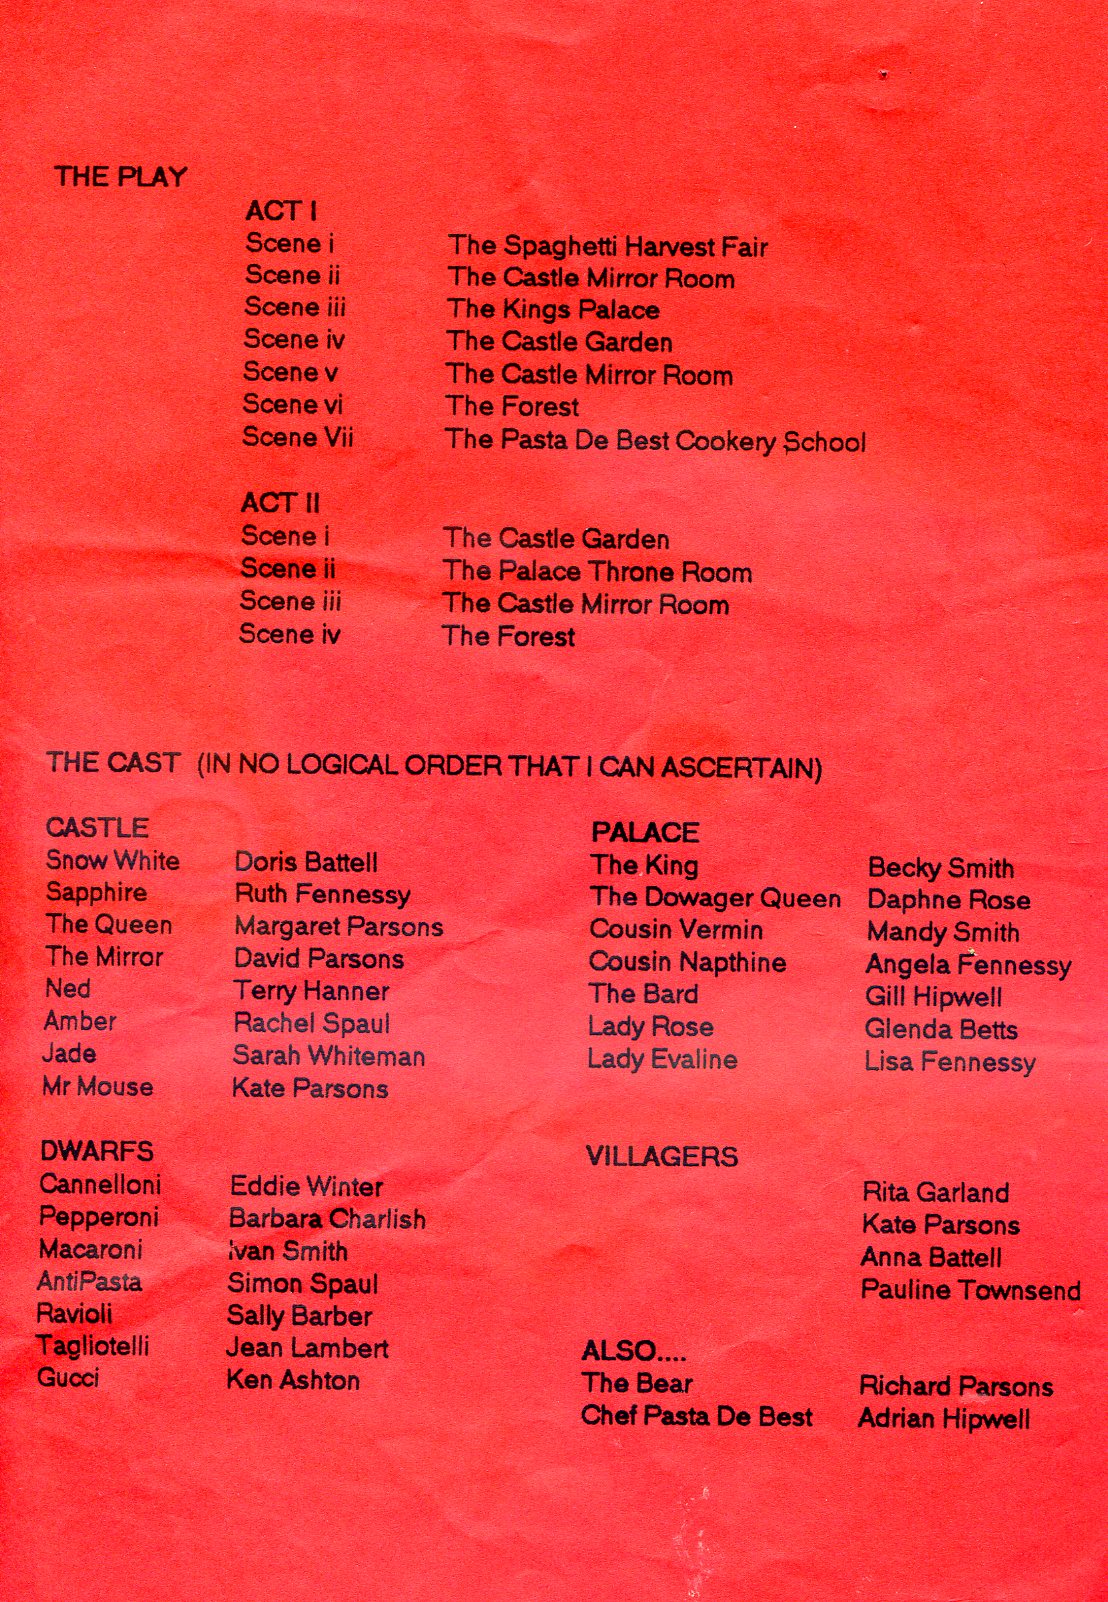 THE PLAY
ACT I
Scene i The Spaghetti Harvest Fair
Scene ii The Castle Mirror Room
Scene iii The Kings Palace
Scene iv The Castle Garden
Scene v The Castle Mirror Room
Scene vi The Forest
Scene Vii The Pasta De Best Cookery School
ACT II
Scene i The Castle Garden
Scene ii The Palace Throne Room
Scene iii The Castle Mirror Room
Scene iv The Forest
THE CAST (IN NO LOGICAL ORDER THAT I CAN ASCERTAIN)
CASTLE
Snow White Doris Battell
Sapphire Ruth Fennessy
The Queen Margaret Parsons
The Mirror David Parsons
Ned Terry Hanner
Amber Rachel Spaul
Jade Sarah Whiteman
Mr Mouse Kate Parsons
DWARFS
Cannelloni Eddie Winter
Pepperoni Barbara Charlish
Macaroni Ivan Smith
AntiPasta Simon Spaul
Ravioli Sally Barber
Tagliotelli Jean Lambert
Gucci Ken Ashton
PALACE
The King Becky Smith
The Dowager Queen Daphne Rose
Cousin Vermin Mandy Smith
Cousin Napthine Angela Fennessy
The Bard Gill Hipwell
Lady Rose Glenda Betts
Lady Evaline Lisa Fennessy
VILLAGERS
Rita Garland
Kate Parsons
Anna Battell
Pauline Townsend
ALSO....
The Bear Richard Parsons
Chef Pasta De Best Adrian Hipwell